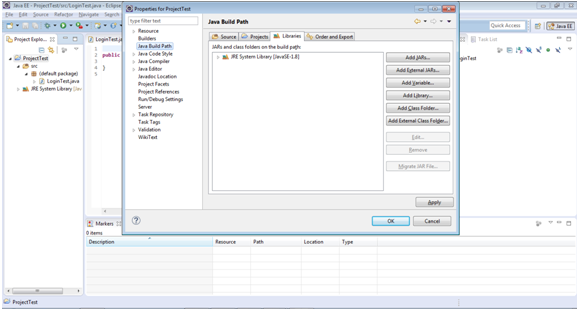 Java EE - ProjectTest/src/LoginTest.java - Eclipse
File Edit Source Refactor Navigate Search
Quick Access
Java EE
Project Explo...
ProjectTest
src
(default package)
LoginTest.java
JRE System Library [Jav
LoginTest.ja
1
2 public
3
4 }
5
Properties for ProjectTest
type filter text
Resource
Builders
Java Build Path
Java Code Style
Java Compiler
Java Editor
Javadoc Location
Project Facets
Project References
Run/Debug Settings
Server
Task Repository
Task Tags
Validation
WikiText
Java Build Path
Source
Projects
Libraries
Order and Export
JARs and class folders on the build path:
JRE System Library [JavaSE-1.8]
Add JARs...
Add External JARs...
Add Variable...
Add Library...
Add Class Folder...
Add External Class Folder...
Edit...
Remove
Migrate JAR File...
Apply
OK
Cancel
Task List
ginTest
Markers
0 items
Description
Resource
Path
Location
Type
ProjectTest